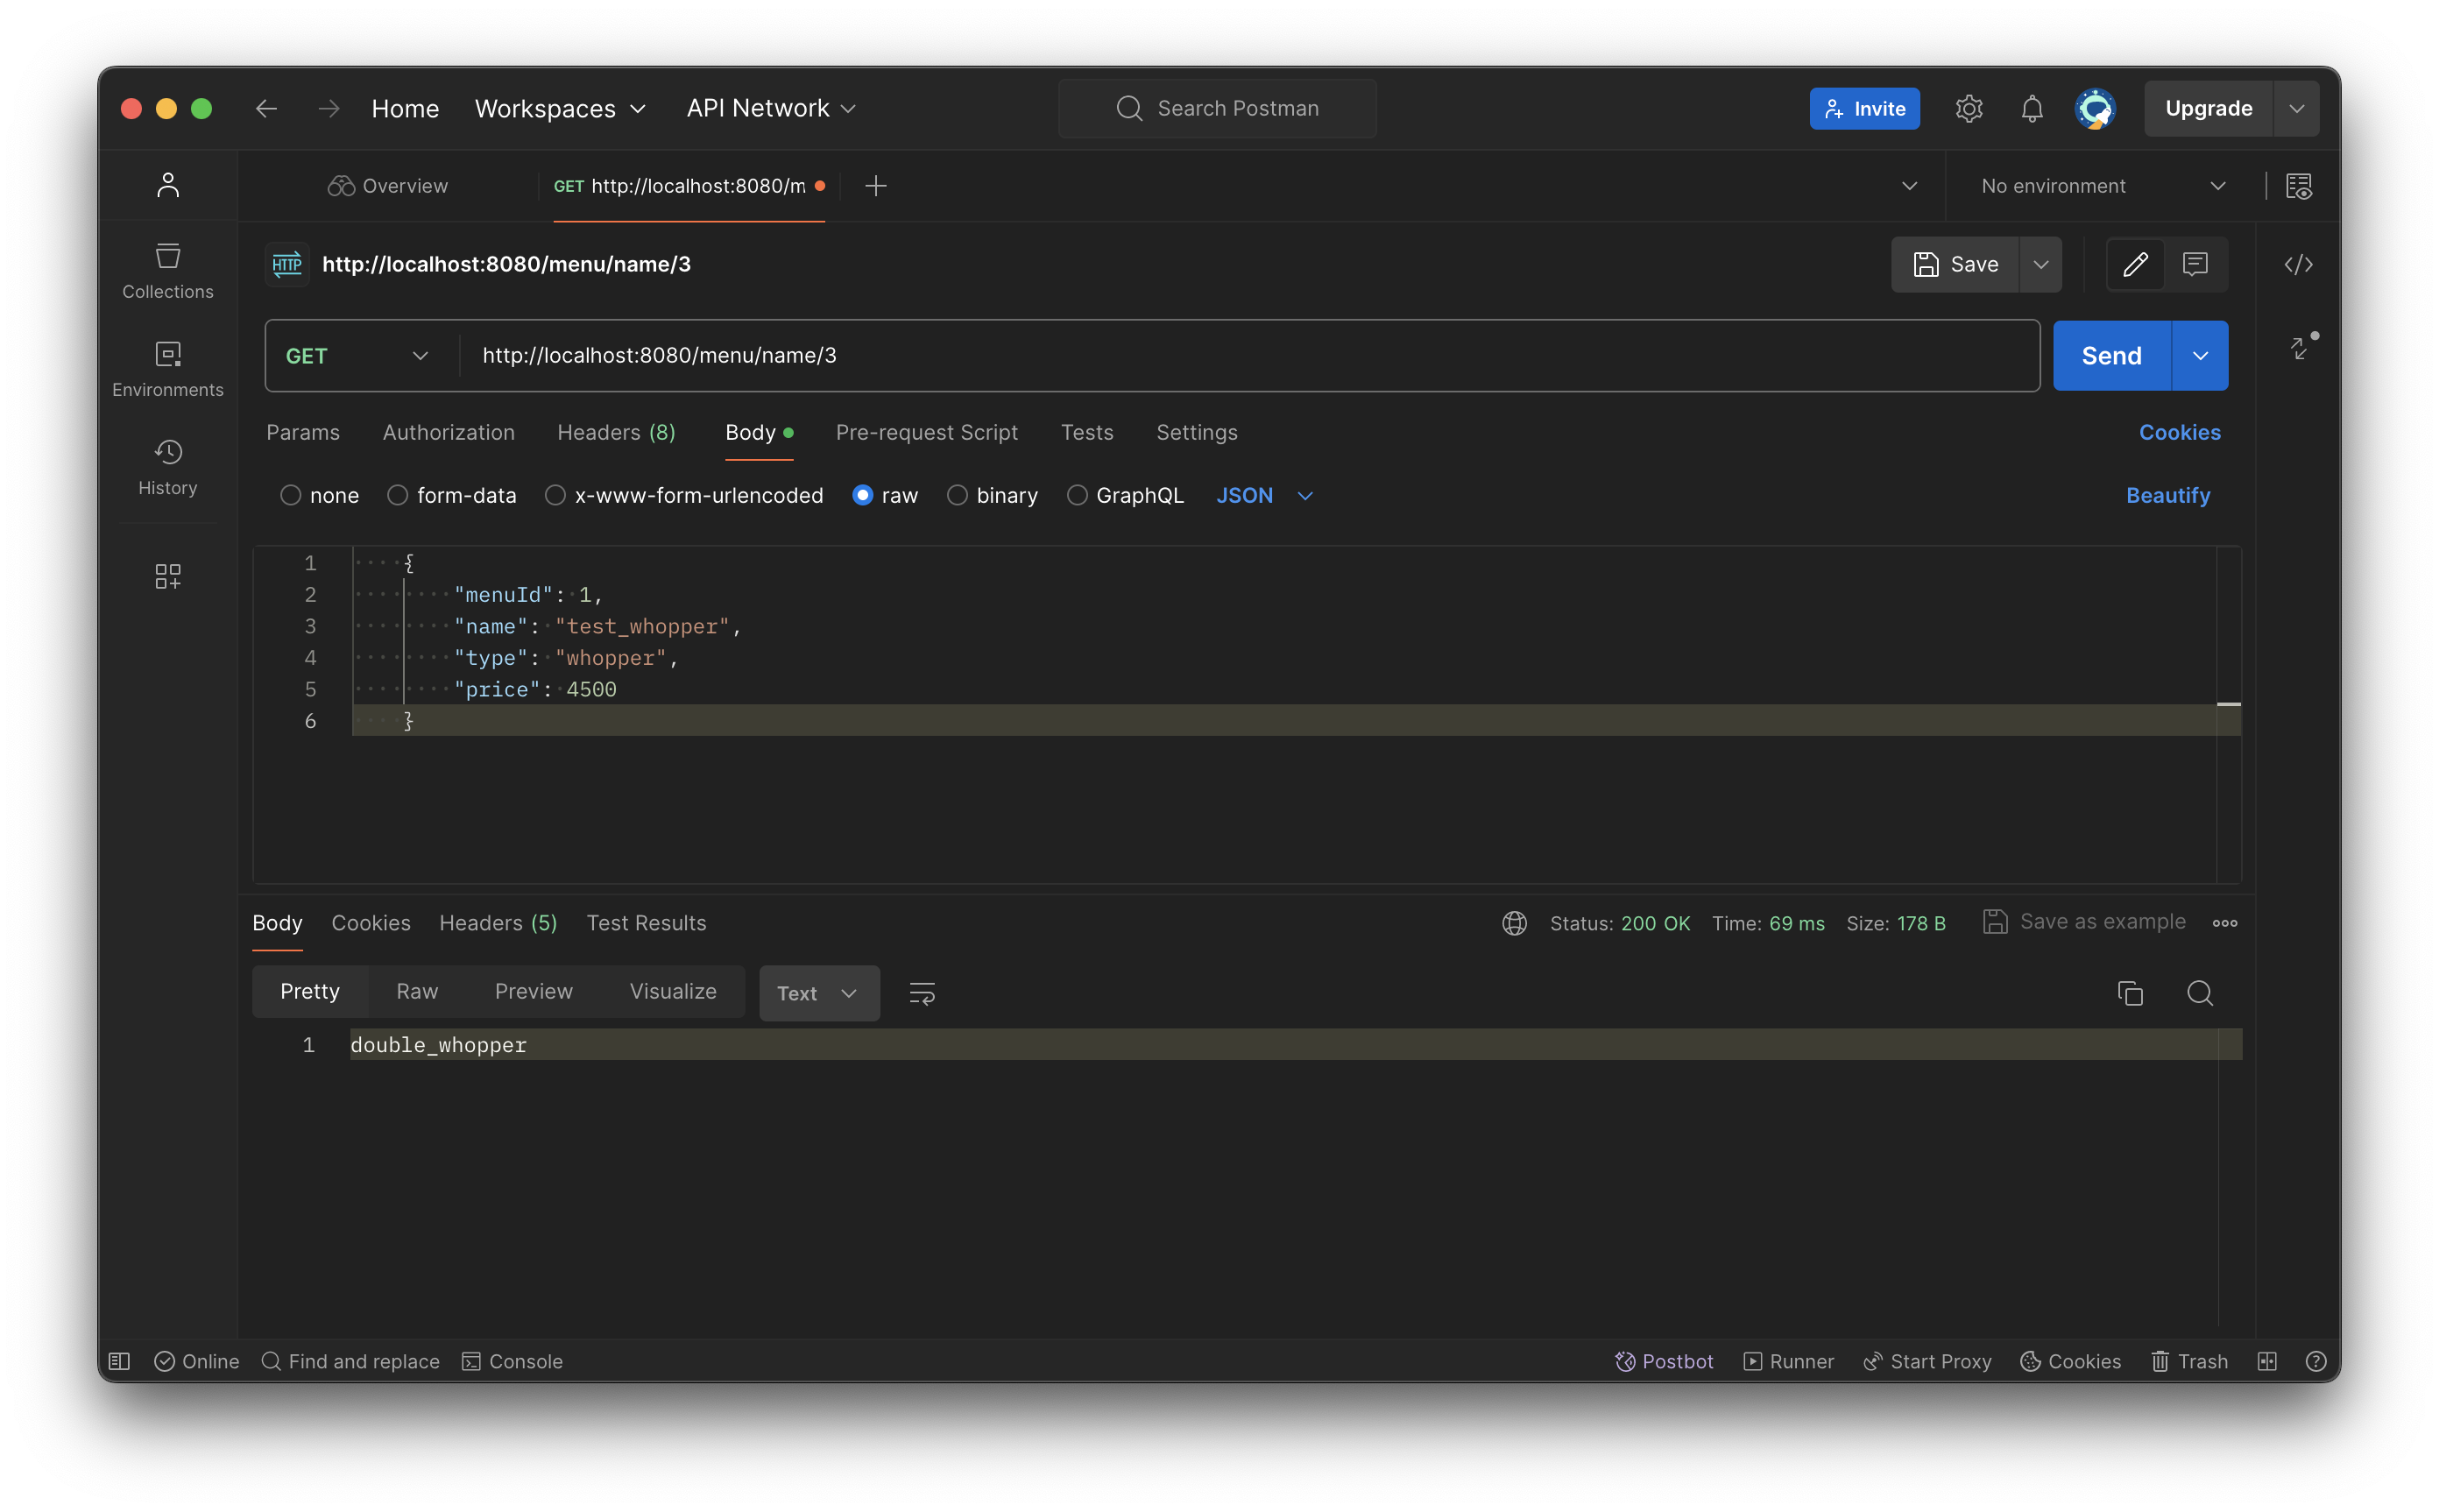 Home Workspaces API Network Search Postman Invite Upgrade
Overview GET http://localhost:8080/m No environment
HTTP http://localhost:8080/menu/name/3 Save
Collections
Environments
History
GET http://localhost:8080/menu/name/3 Send
Params Authorization Headers (8) Body Pre-request Script Tests Settings Cookies
none form-data x-www-form-urlencoded raw binary GraphQL JSON Beautify
1 {
2 "menuId": 1,
3 "name": "test_whopper",
4 "type": "whopper",
5 "price": 4500
6 }
Body Cookies Headers (5) Test Results Status: 200 OK Time: 69 ms Size: 178 B Save as example
Pretty Raw Preview Visualize Text
1 double_whopper
Online Find and replace Console Postbot Runner Start Proxy Cookies Trash